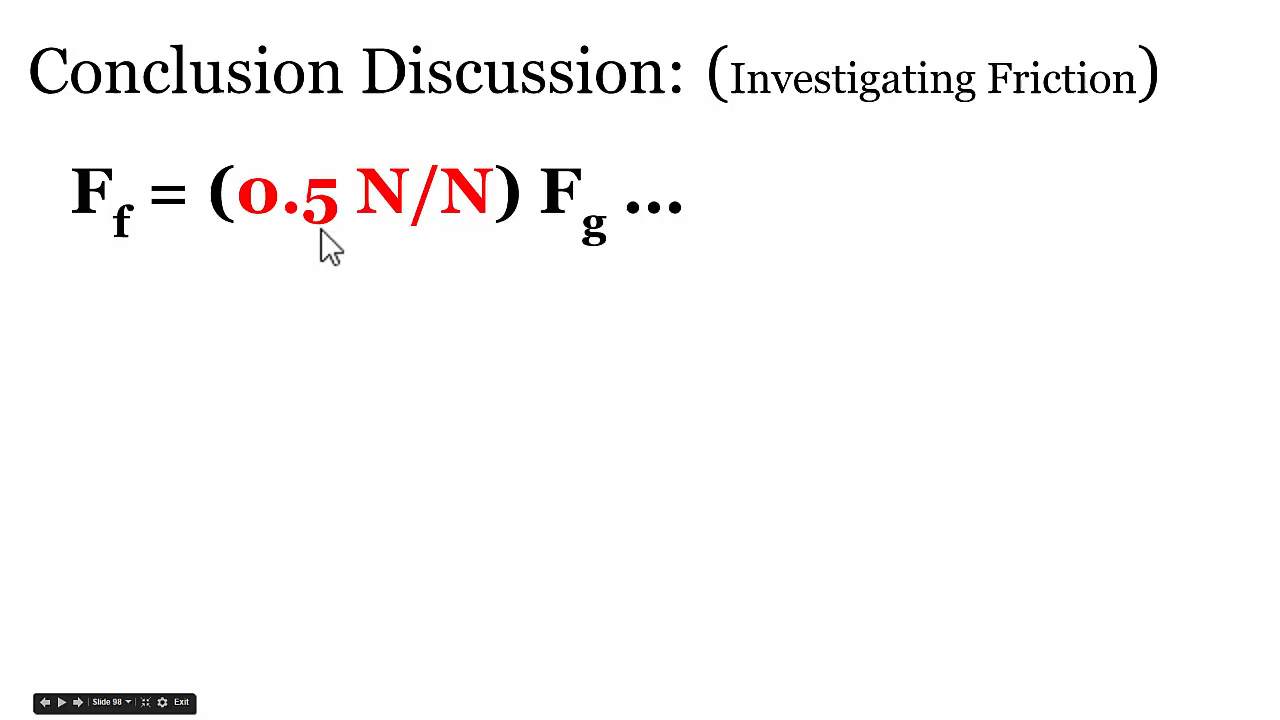 Conclusion Discussion: (Investigating Friction)
Ff = (0.5 N/N) Fg ...
Slide 98 Exit